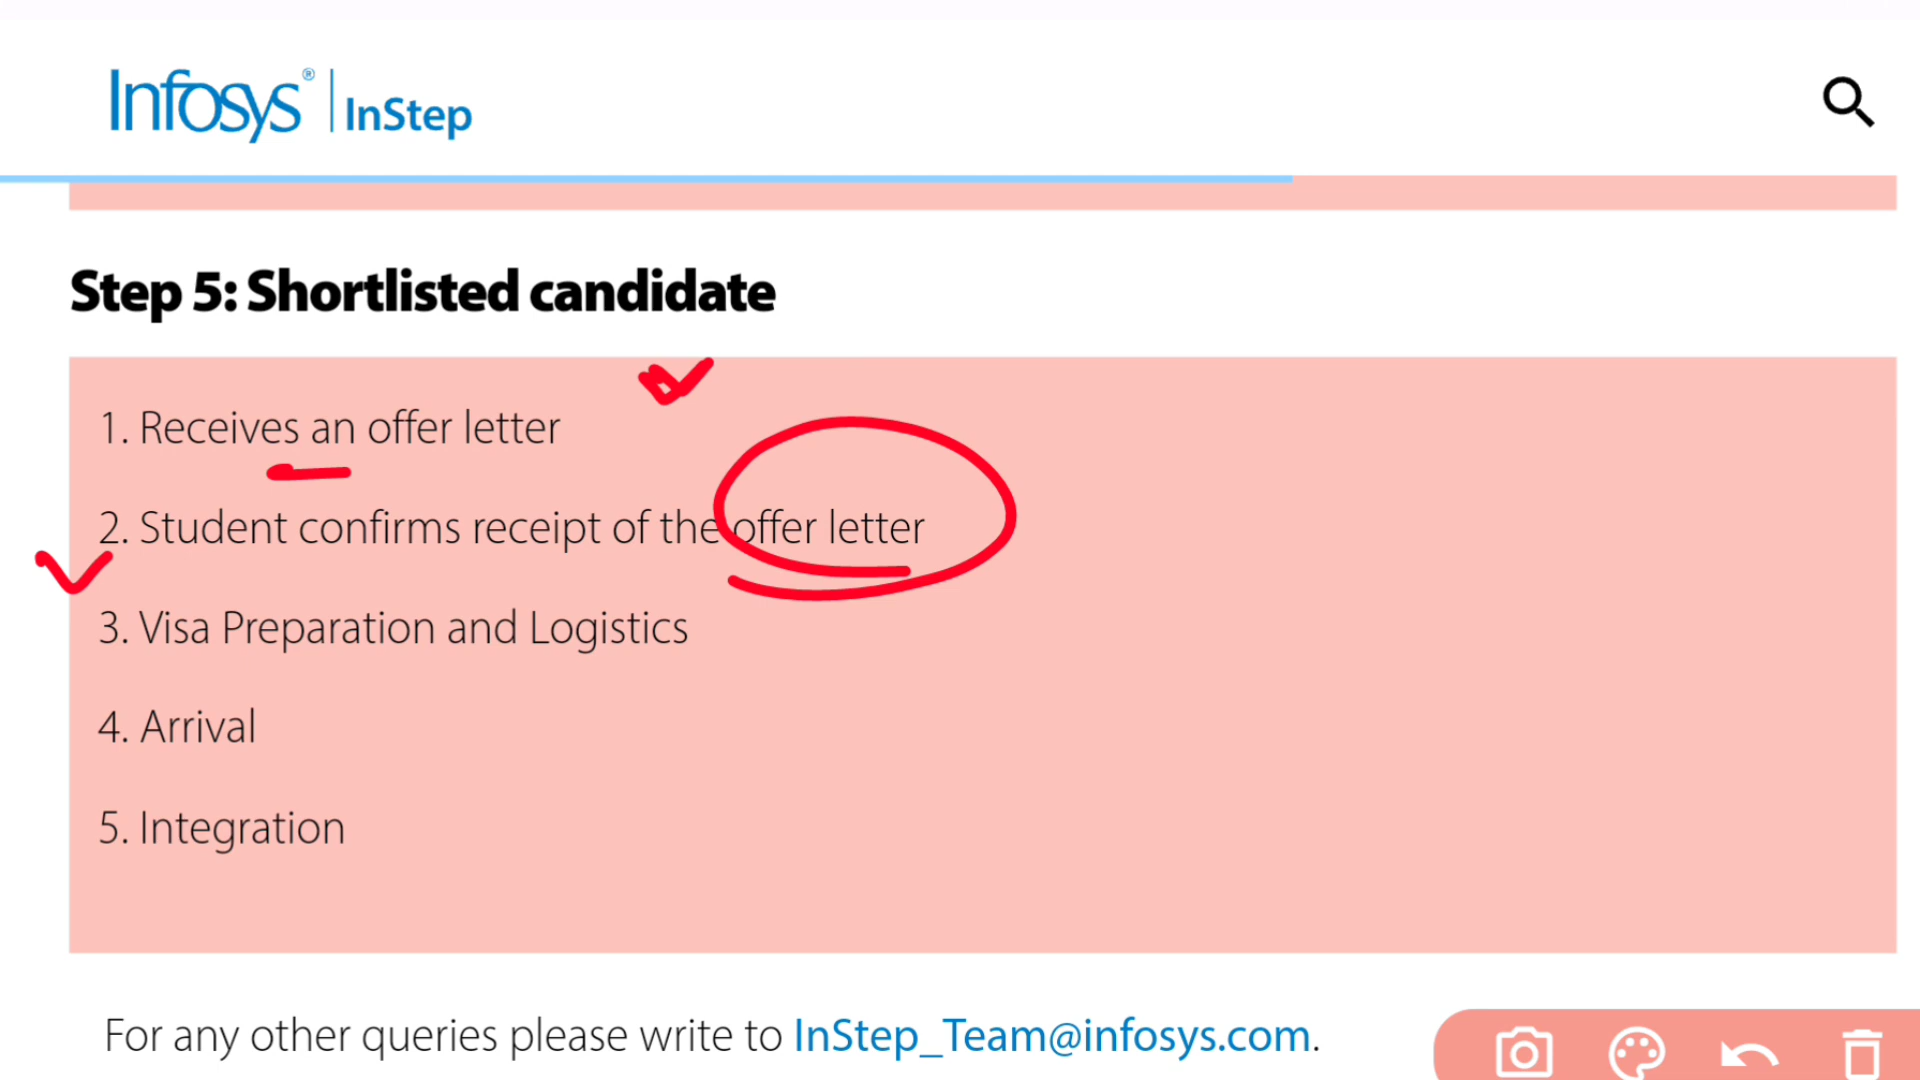 Infosys® | InStep
Step 5: Shortlisted candidate
1. Receives an offer letter
2. Student confirms receipt of the offer letter
3. Visa Preparation and Logistics
4. Arrival
5. Integration
For any other queries please write to InStep_Team@infosys.com.